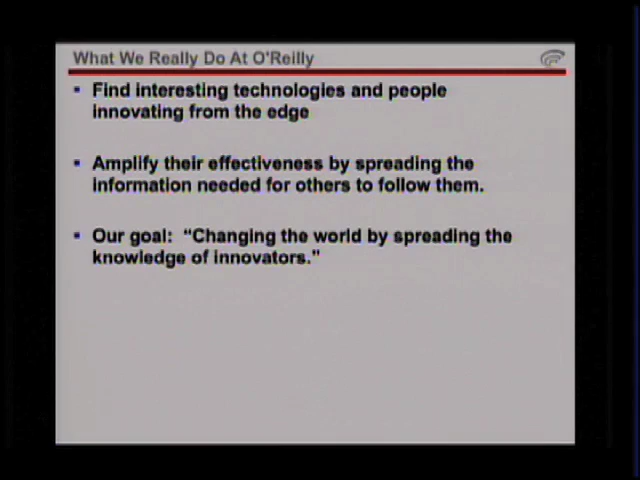 What We Really Do At O'Reilly
▪ Find interesting technologies and people
innovating from the edge
▪ Amplify their effectiveness by spreading the
information needed for others to follow them.
▪ Our goal: “Changing the world by spreading the
knowledge of innovators.”